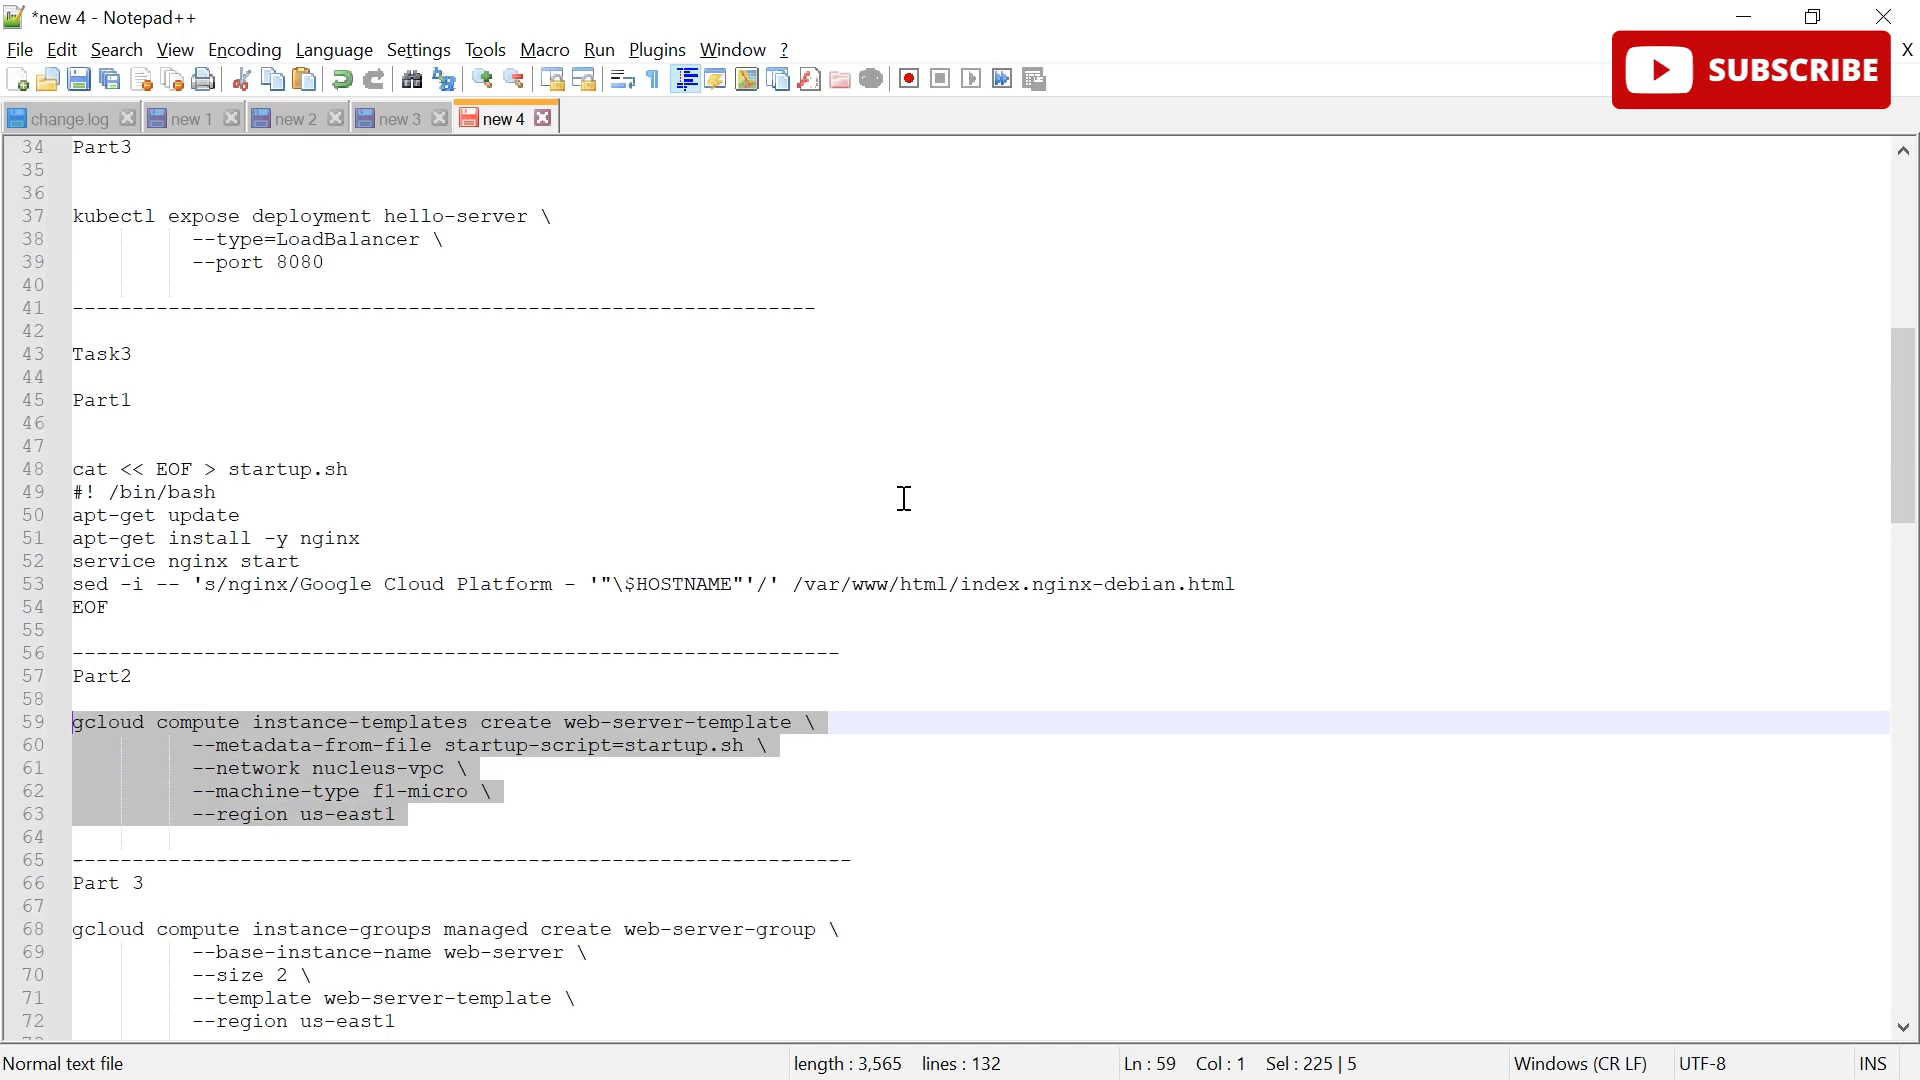 *new 4 - Notepad++
File Edit Search View Encoding Language Settings Tools Macro Run Plugins Window ?
X
SUBSCRIBE
change.log new 1 new 2 new 3 new 4
34 Part3
35
36
37 kubectl expose deployment hello-server \
38 --type=LoadBalancer \
39 --port 8080
40
41 --------------------------------------------------------------
42
43 Task3
44
45 Part1
46
47
48 cat << EOF > startup.sh
49 #! /bin/bash
50 apt-get update
51 apt-get install -y nginx
52 service nginx start
53 sed -i -- 's/nginx/Google Cloud Platform - '"\$HOSTNAME"'/' /var/www/html/index.nginx-debian.html
54 EOF
55
56 ----------------------------------------------------------------
57 Part2
58
59 gcloud compute instance-templates create web-server-template \
60 --metadata-from-file startup-script=startup.sh \
61 --network nucleus-vpc \
62 --machine-type f1-micro \
63 --region us-east1
64
65 -----------------------------------------------------------------
66 Part 3
67
68 gcloud compute instance-groups managed create web-server-group \
69 --base-instance-name web-server \
70 --size 2 \
71 --template web-server-template \
72 --region us-east1
Normal text file length : 3,565 lines : 132 Ln : 59 Col : 1 Sel : 225 | 5 Windows (CR LF) UTF-8 INS